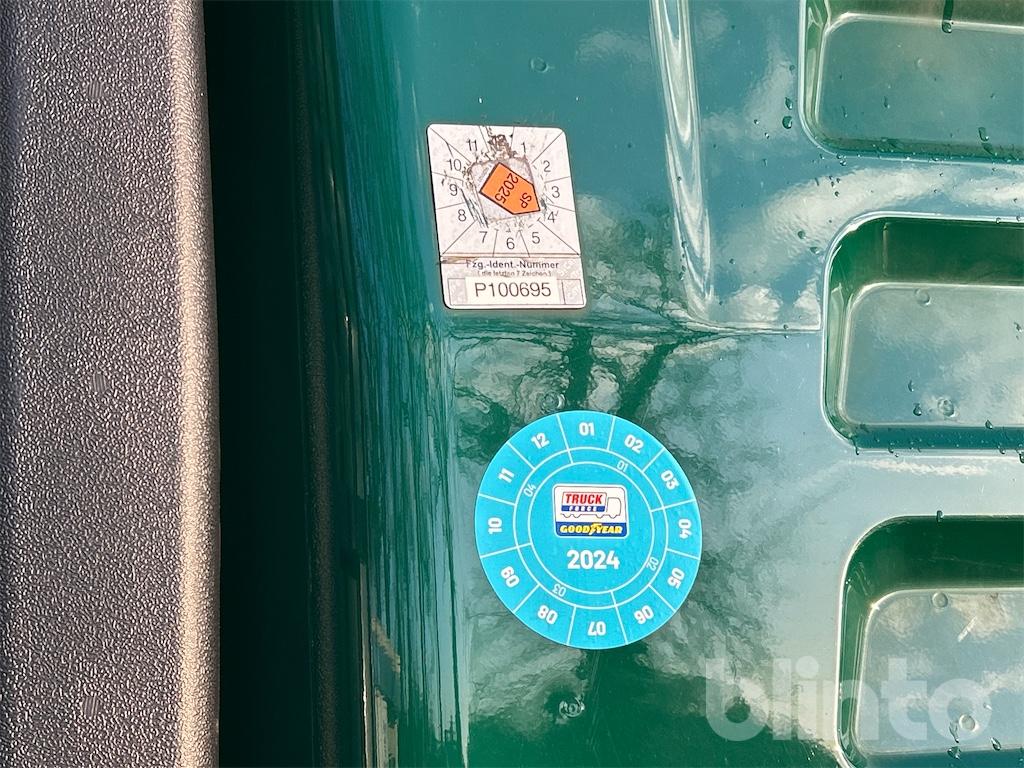 11 12 1
10 2
9 3
8 4
7 6 5
2025
SP
Fzg.-Ident.-Nummer
( die letzten 7 Zeichen )
P100695
12 01 02
11 03
10 04
09 05
08 07 06
01
04
02
03
TRUCK
FORCE
GOODYEAR
2024
blinto